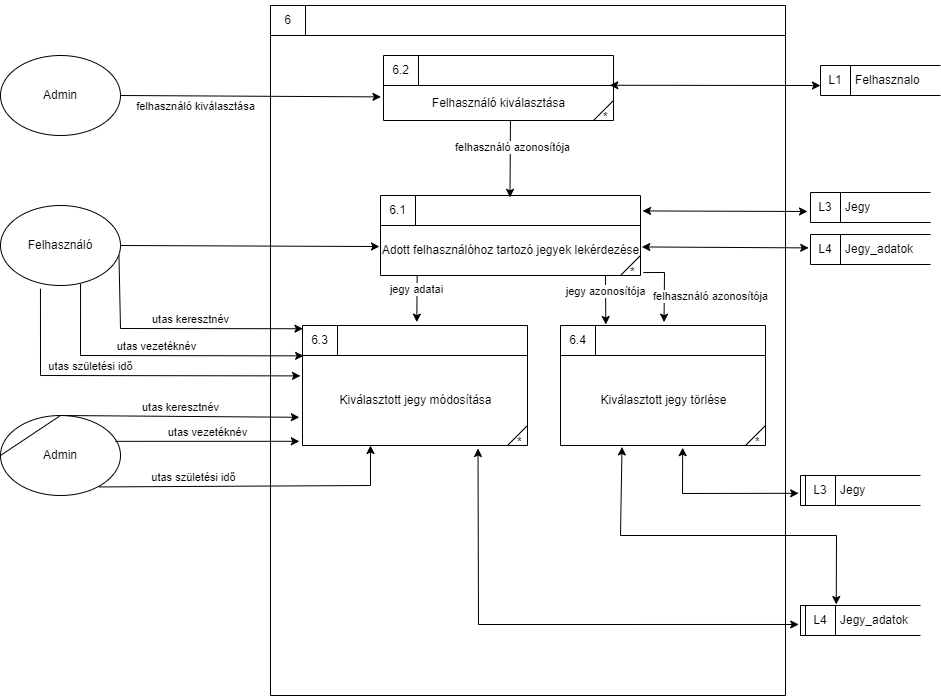 6
6.2
Admin
felhasználó kiválasztása
Felhasználó kiválasztása
*
L1
Felhasznalo
felhasználó azonosítója
6.1
L3
Jegy
Felhasználó
Adott felhasználóhoz tartozó jegyek lekérdezése
*
L4
Jegy_adatok
jegy adatai
jegy azonosítója
felhasználó azonosítója
utas keresztnév
utas vezetéknév
utas születési idő
6.3
6.4
Kiválasztott jegy módosítása
*
Kiválasztott jegy törlése
*
utas keresztnév
utas vezetéknév
Admin
utas születési idő
L3
Jegy
L4
Jegy_adatok